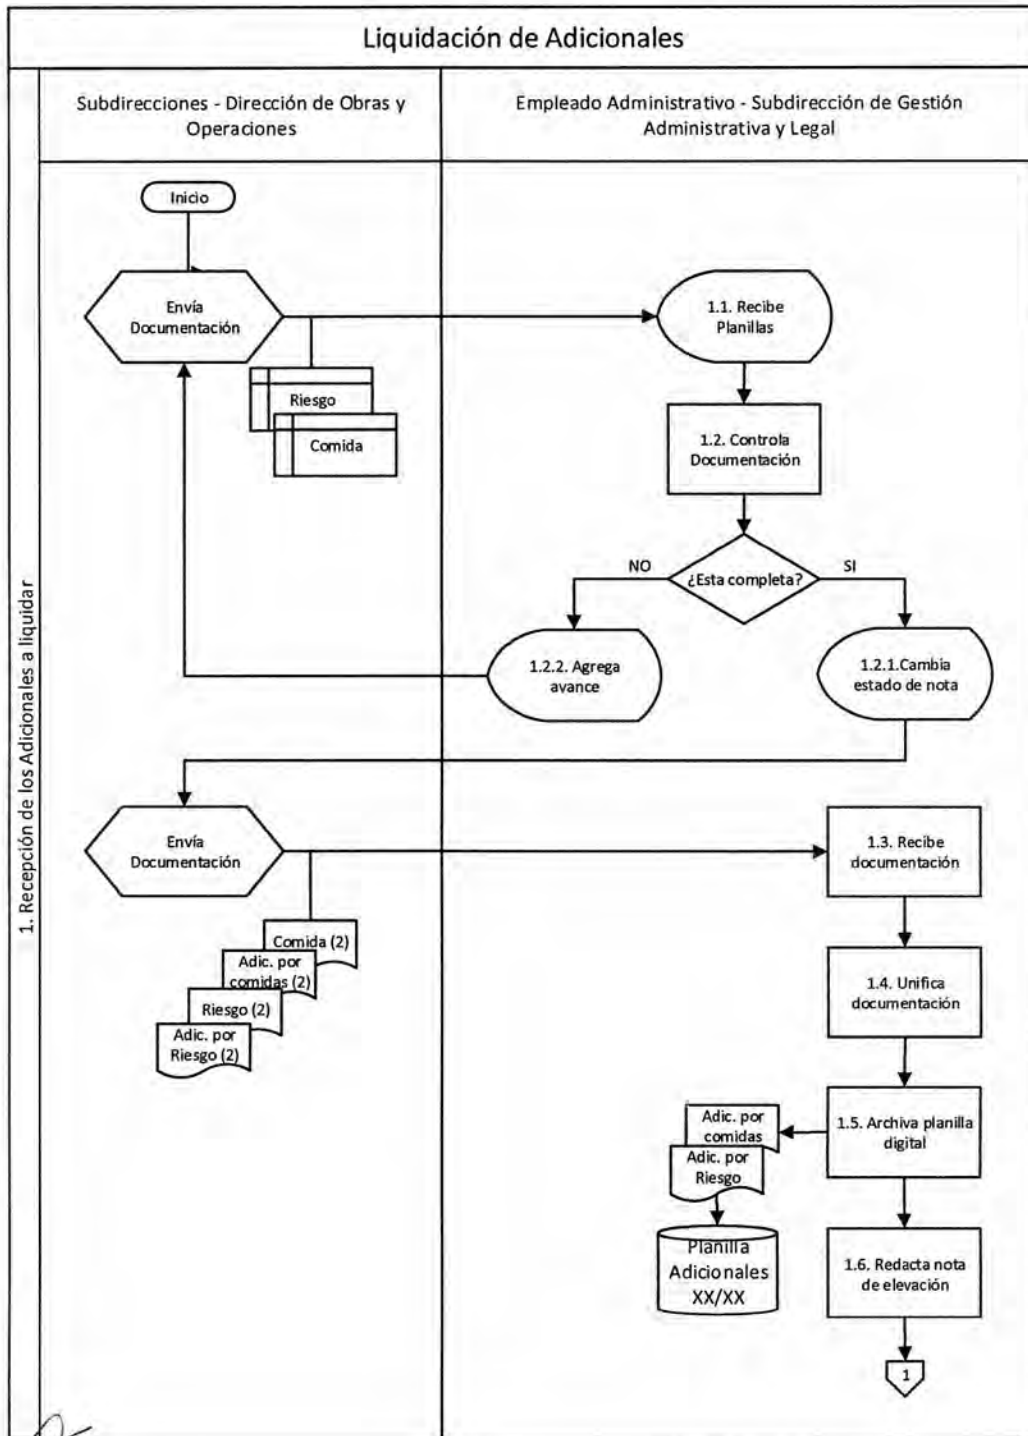 Liquidación de Adicionales
Subdirecciones - Dirección de Obras y
Operaciones
Empleado Administrativo - Subdirección de Gestión
Administrativa y Legal
1. Recepción de los Adicionales a liquidar
Inicio
Envía
Documentación
Riesgo
Comida
1.1. Recibe
Planillas
1.2. Controla
Documentación
¿Esta completa?
NO
SI
1.2.2. Agrega
avance
1.2.1.Cambia
estado de nota
Envía
Documentación
Comida (2)
Adic. por
comidas (2)
Riesgo (2)
Adic. por
Riesgo (2)
1.3. Recibe
documentación
1.4. Unifica
documentación
1.5. Archiva planilla
digital
Adic. por
comidas
Adic. por
Riesgo
Planilla
Adicionales
XX/XX
1.6. Redacta nota
de elevación
1